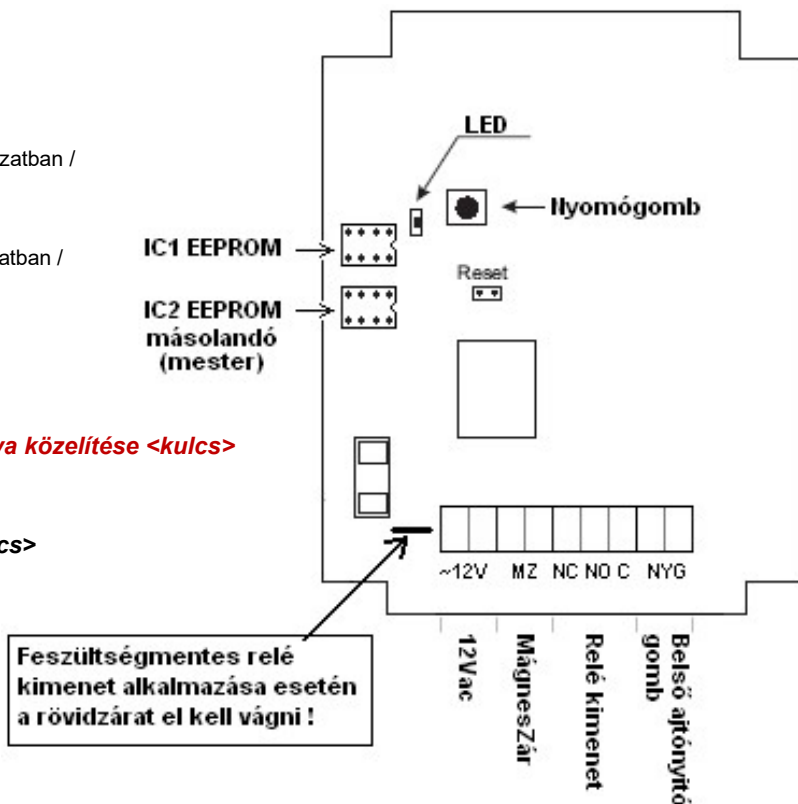 zatban /
atban /
va közelítése <kulcs>
cs>
LED
Nyomógomb
IC1 EEPROM
Reset
IC2 EEPROM
másolandó
(mester)
~12V MZ NC NO C NYG
12Vac
MágnesZár
Relé kimenet
Belső ajtónyitó
gomb
Feszültségmentes relé
kimenet alkalmazása esetén
a rövidzárat el kell vágni !